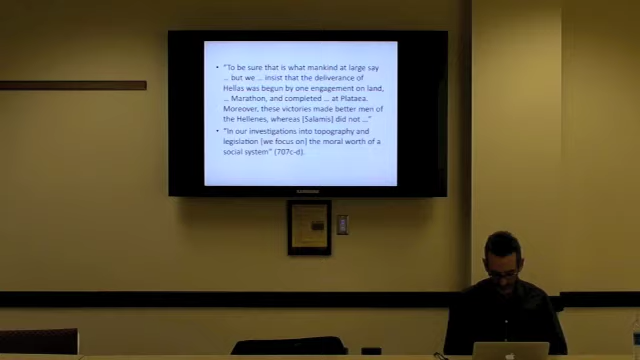 • "To be sure that is what mankind at large say
… but we … insist that the deliverance of
Hellas was begun by one engagement on land,
… Marathon, and completed … at Plataea.
Moreover, these victories made better men of
the Hellenes, whereas [Salamis] did not …"
• "In our investigations into topography and
legislation [we focus on] the moral worth of a
social system" (707c-d).
SAMSUNG